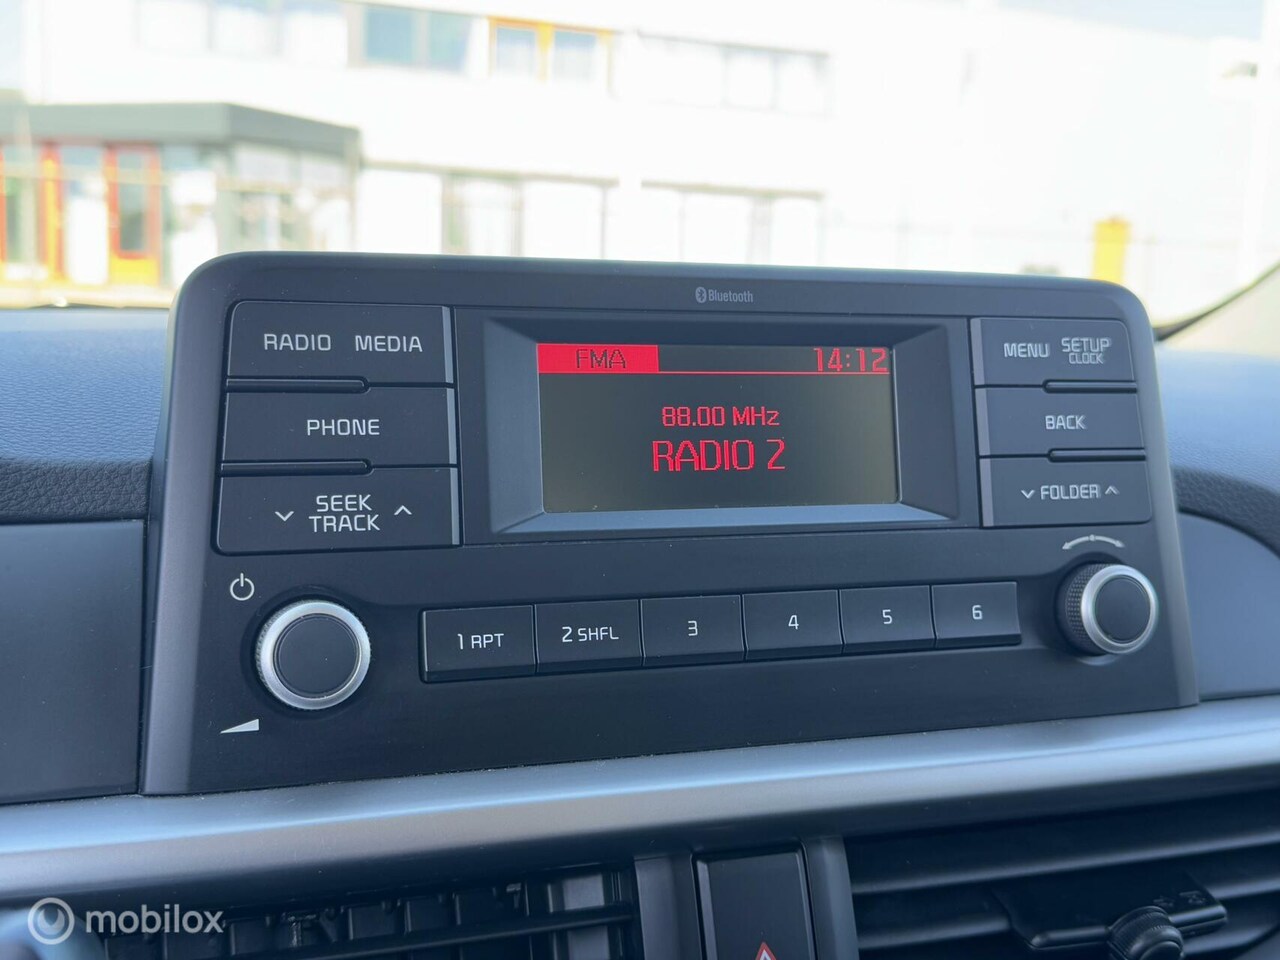 Bluetooth
RADIO MEDIA
PHONE
SEEK
TRACK
FMA 14:12
88.00 MHz
RADIO 2
MENU SETUP
CLOCK
BACK
FOLDER
1 RPT 2 SHFL 3 4 5 6
mobilox